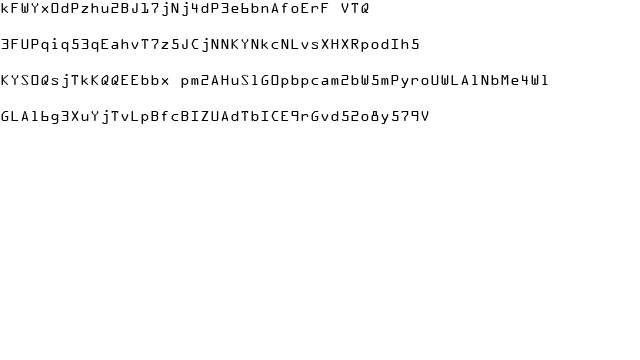 kFWYxOdPzhu2BJ17jNj4dP3e6bnAfoErF VTQ
3FUPqiq53qEahvT7z5JCjNNKYNkcNLvsXHXRpodIh5
KYSOQsjTkKQQEEbbx pm2AHuS1GOpbpcam2bW5mPyroUWLA1NbMe4W1
GLA16g3XuYjTvLpBfcBIZUAdTbICE9rGvd52o8y579V